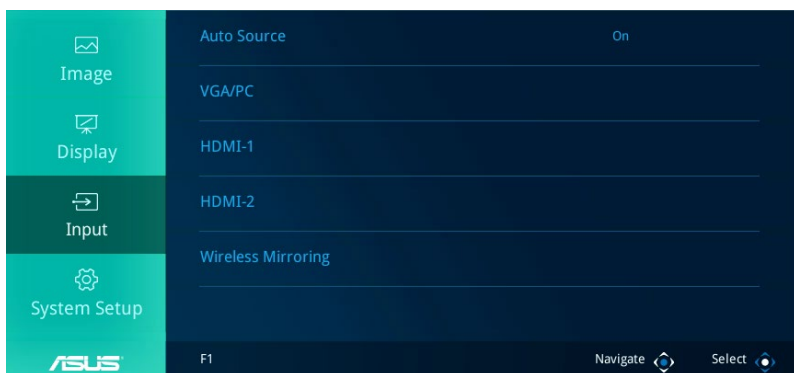 Image
Display
Input
System Setup
ASUS
Auto Source On
VGA/PC
HDMI-1
HDMI-2
Wireless Mirroring
F1 Navigate Select